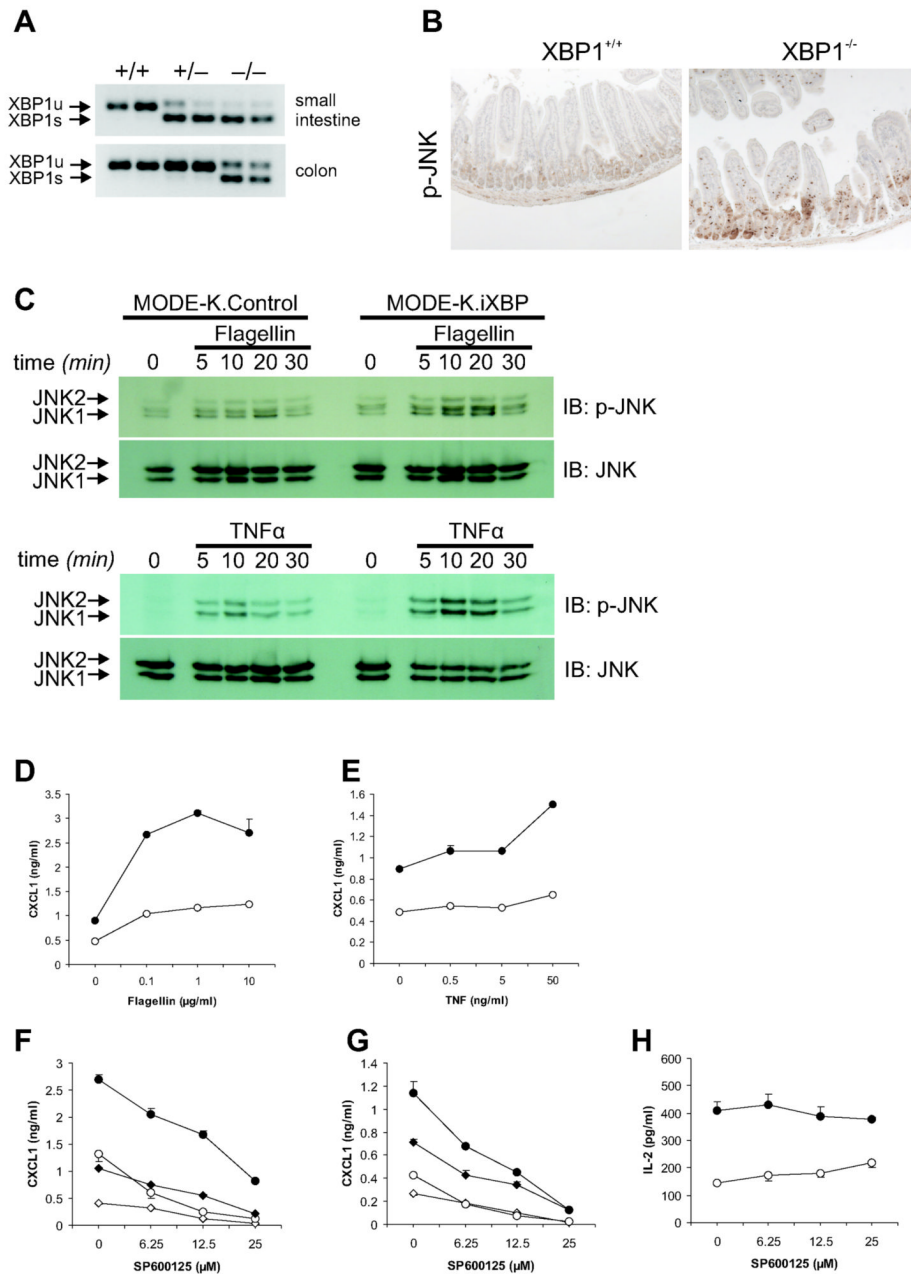 A
+/+ +/– –/–
XBP1u
XBP1s
small
intestine
XBP1u
XBP1s
colon
B
XBP1+/+
XBP1-/-
p-JNK
C
MODE-K.Control MODE-K.iXBP
Flagellin Flagellin
time (min) 0 5 10 20 30 0 5 10 20 30
JNK2
JNK1
IB: p-JNK
JNK2
JNK1
IB: JNK
TNFα TNFα
time (min) 0 5 10 20 30 0 5 10 20 30
JNK2
JNK1
IB: p-JNK
JNK2
JNK1
IB: JNK
D
CXCL1 (ng/ml)
3.5
3
2.5
2
1.5
1
0.5
0
0 0.1 1 10
Flagellin (µg/ml)
E
CXCL1 (ng/ml)
1.6
1.4
1.2
1
0.8
0.6
0.4
0.2
0
0 0.5 5 50
TNF (ng/ml)
F
CXCL1 (ng/ml)
3
2.5
2
1.5
1
0.5
0
0 6.25 12.5 25
SP600125 (µM)
G
CXCL1 (ng/ml)
1.4
1.2
1
0.8
0.6
0.4
0.2
0
0 6.25 12.5 25
SP600125 (µM)
H
IL-2 (pg/ml)
600
500
400
300
200
100
0
0 6.25 12.5 25
SP600125 (µM)